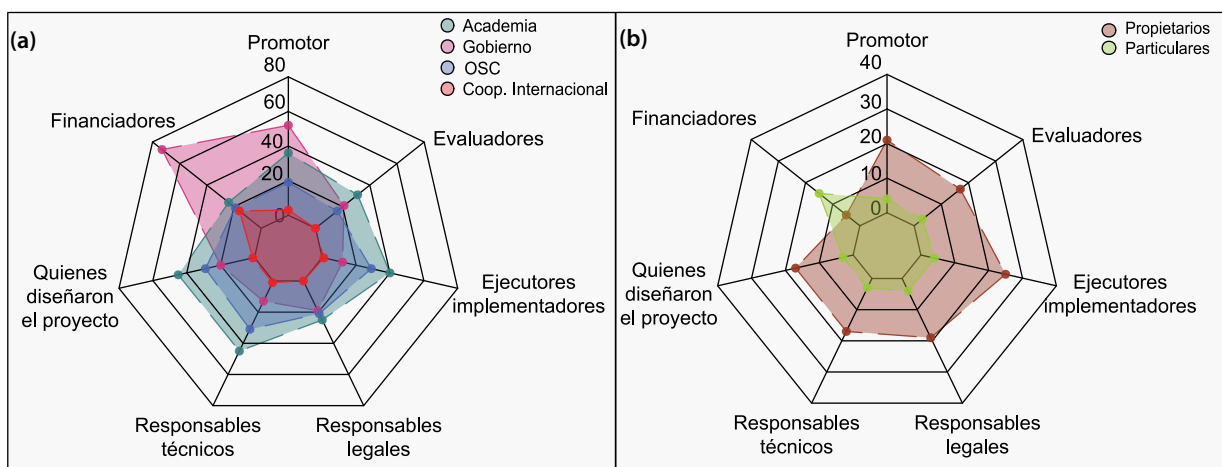 (a)
Academia
Gobierno
OSC
Coop. Internacional
Promotor
80
60
40
20
0
Financiadores
Evaluadores
Quienes
diseñaron
el proyecto
Ejecutores
implementadores
Responsables
técnicos
Responsables
legales
(b)
Propietarios
Particulares
Promotor
40
30
20
10
0
Financiadores
Evaluadores
Quienes
diseñaron
el proyecto
Ejecutores
implementadores
Responsables
técnicos
Responsables
legales